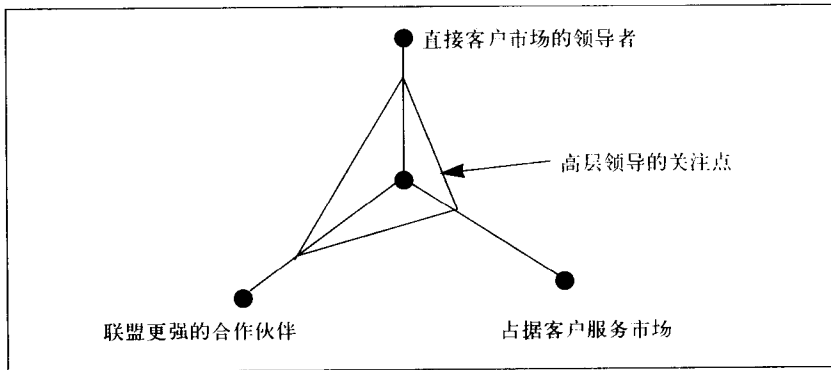 直接客户市场的领导者
高层领导的关注点
联盟更强的合作伙伴
占据客户服务市场